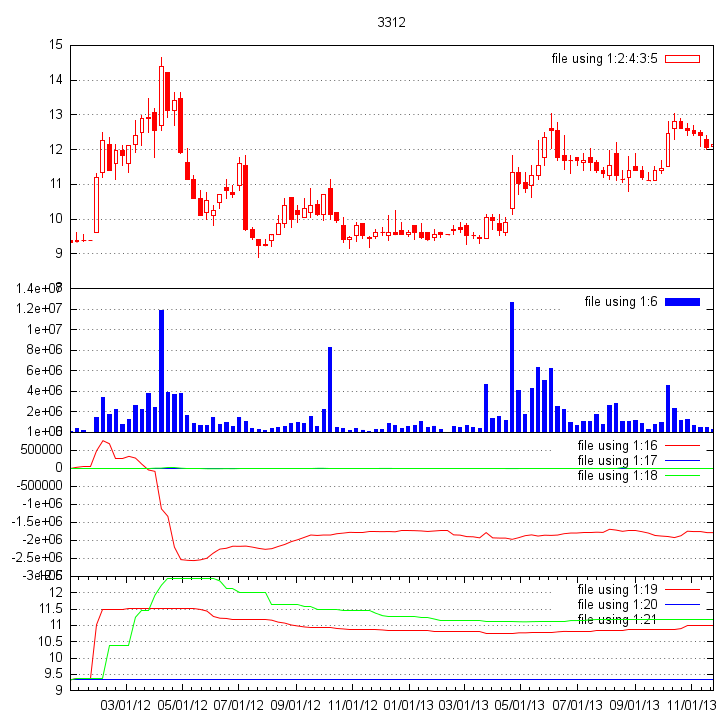 3312
15
file using 1:2:4:3:5
14
13
12
11
10
9
8
1.4e+07
file using 1:6
1.2e+07
1e+07
8e+06
6e+06
4e+06
2e+06
0
1e+06
file using 1:16
500000
file using 1:17
0
file using 1:18
-500000
-1e+06
-1.5e+06
-2e+06
-2.5e+06
-3e+06
12
file using 1:19
11.5
file using 1:20
11
file using 1:21
10.5
10
9.5
9
03/01/12 05/01/12 07/01/12 09/01/12 11/01/12 01/01/13 03/01/13 05/01/13 07/01/13 09/01/13 11/01/13